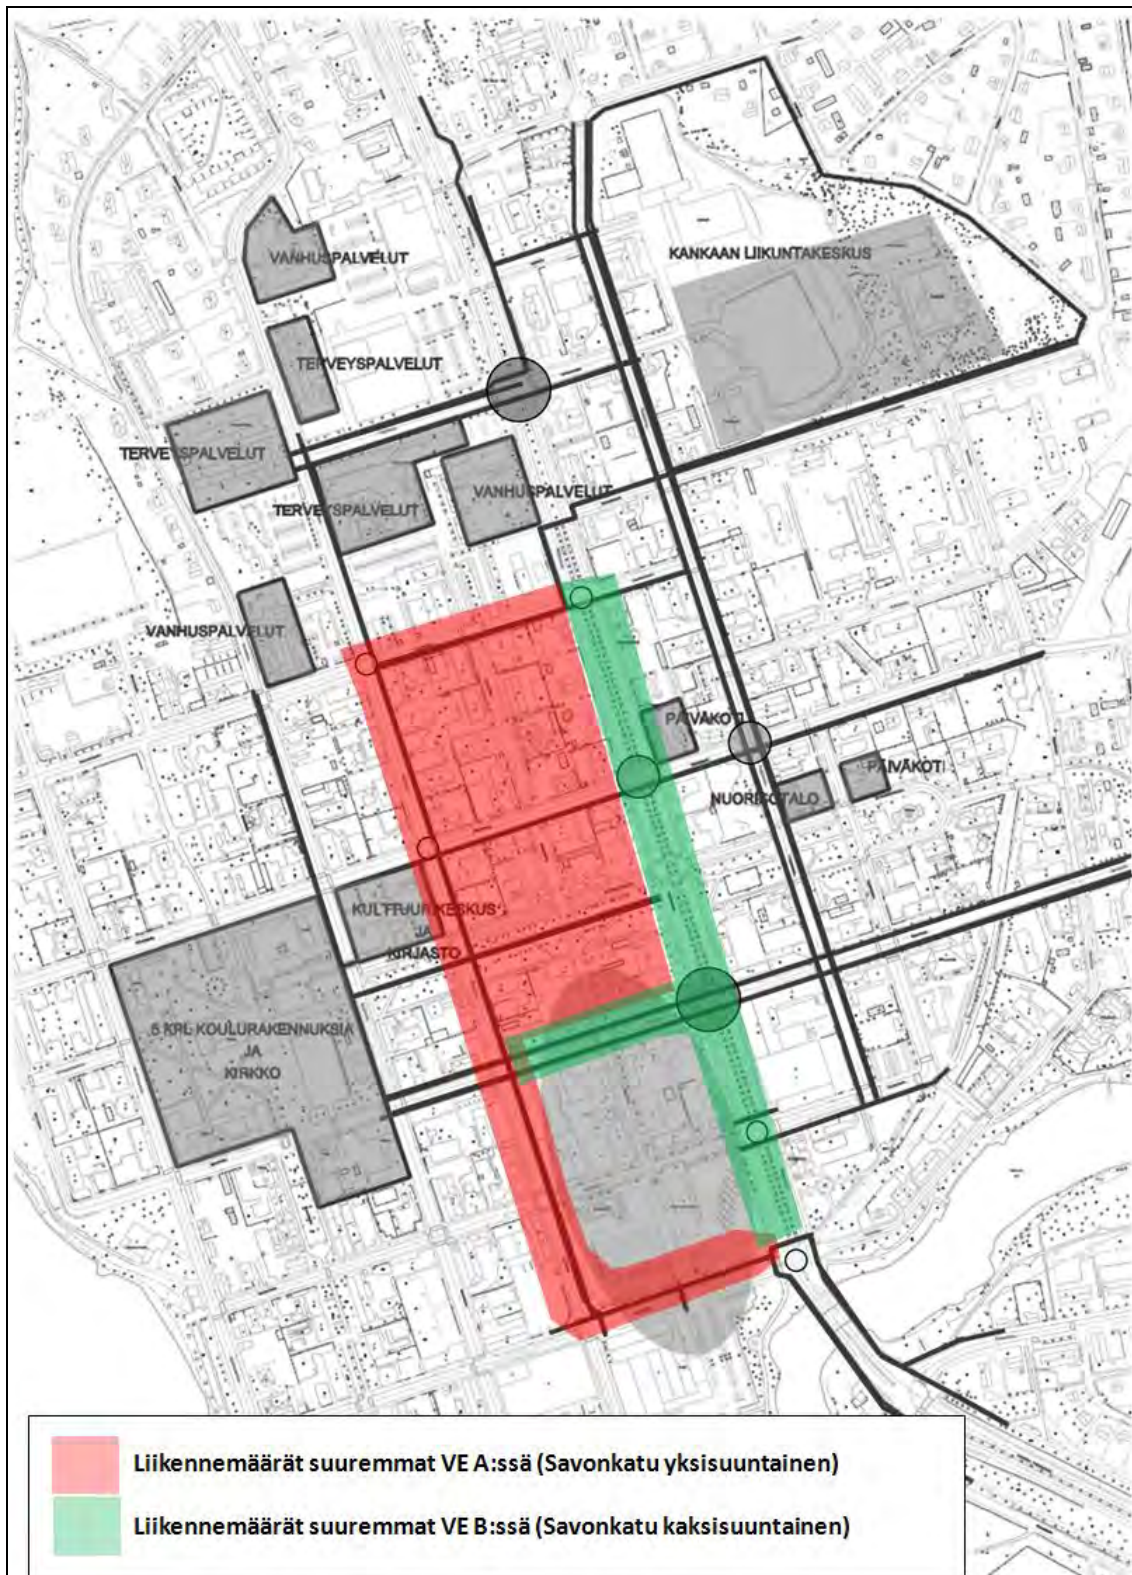 VANHUSPALVELUT
KANKAAN LIIKUNTAKESKUS
TERVEYSPALVELUT
TERVEYSPALVELUT
VANHUSPALVELUT
TERVEYSPALVELUT
VANHUSPALVELUT
PÄIVÄKOTI
PÄIVÄKOTI
NUORISOTALO
KULTTUURIKESKUS
JA
KIRJASTO
KOULURAKENNUKSIA
JA
KIRKKO
Liikennemäärät suuremmat VE A:ssä (Savonkatu yksisuuntainen)
Liikennemäärät suuremmat VE B:ssä (Savonkatu kaksisuuntainen)